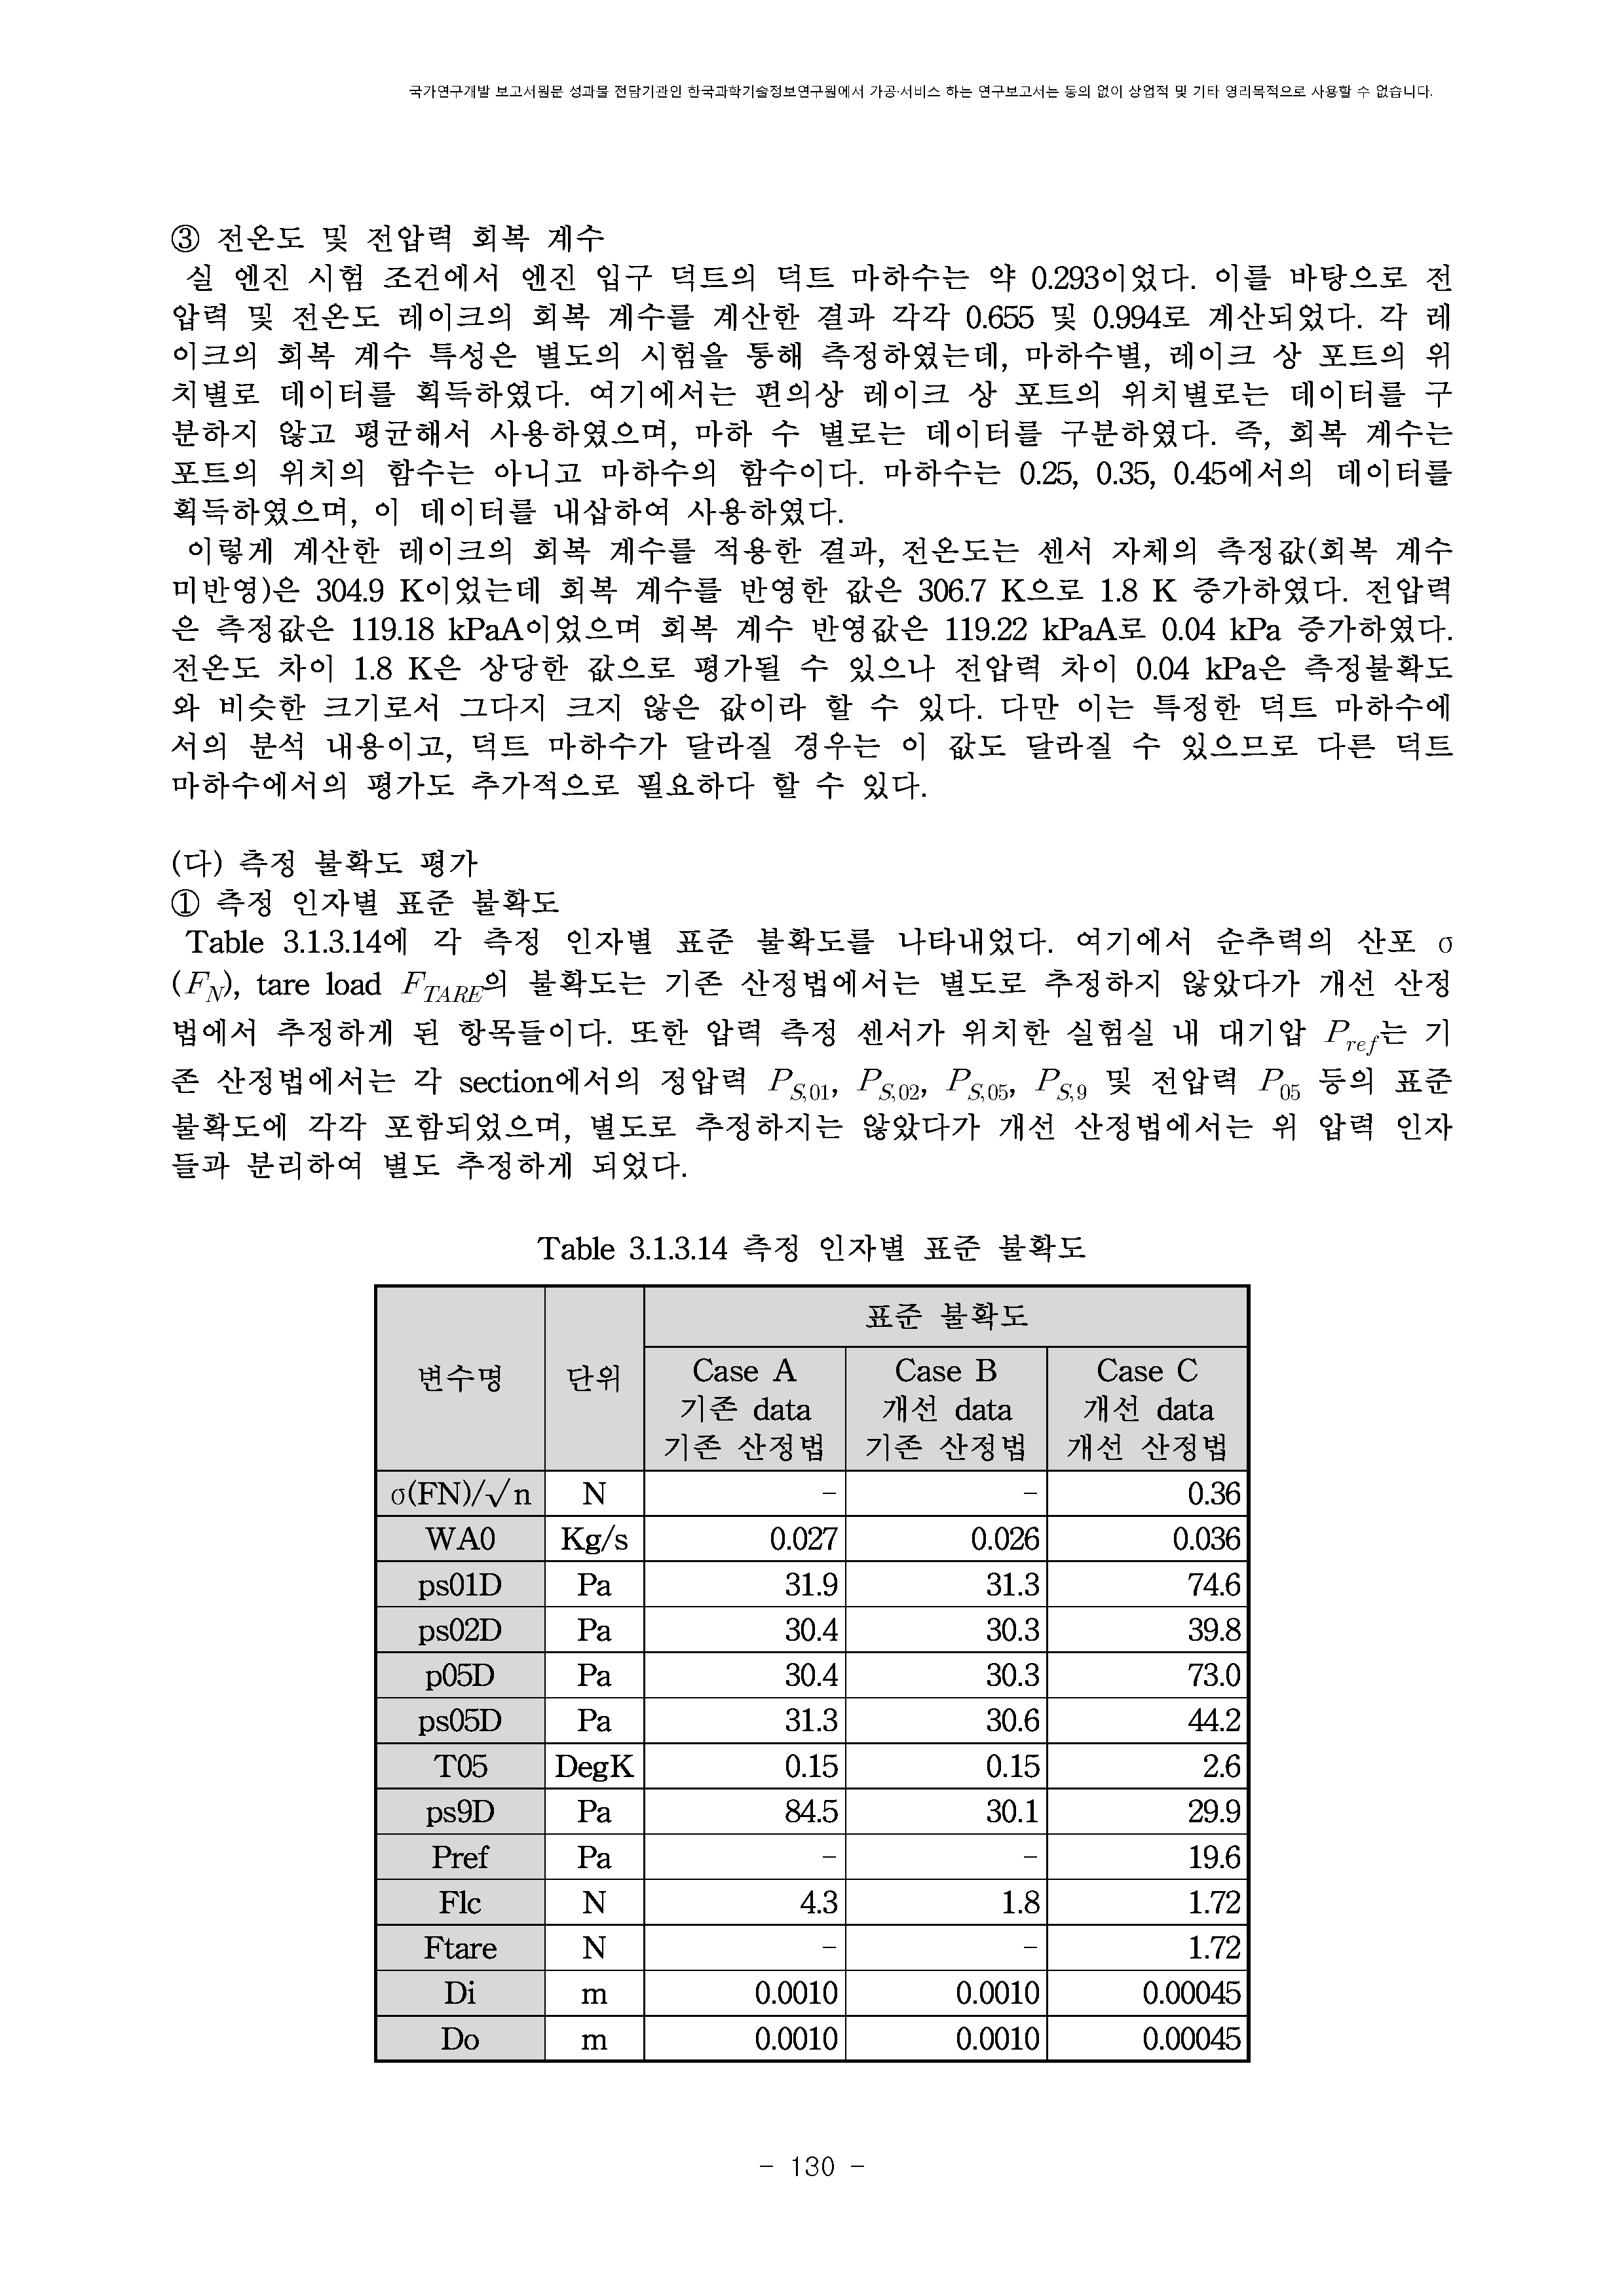 국가연구개발 보고서원문 성과물 전담기관인 한국과학기술정보연구원에서 가공·서비스 하는 연구보고서는 동의 없이 상업적 및 기타 영리목적으로 사용할 수 없습니다.
③ 전온도 및 전압력 회복 계수
실 엔진 시험 조건에서 엔진 입구 덕트의 덕트 마하수는 약 0.293이었다. 이를 바탕으로 전
압력 및 전온도 레이크의 회복 계수를 계산한 결과 각각 0.655 및 0.994로 계산되었다. 각 레
이크의 회복 계수 특성은 별도의 시험을 통해 측정하였는데, 마하수별, 레이크 상 포트의 위
치별로 데이터를 획득하였다. 여기에서는 편의상 레이크 상 포트의 위치별로는 데이터를 구
분하지 않고 평균해서 사용하였으며, 마하 수 별로는 데이터를 구분하였다. 즉, 회복 계수는
포트의 위치의 함수는 아니고 마하수의 함수이다. 마하수는 0.25, 0.35, 0.45에서의 데이터를
획득하였으며, 이 데이터를 내삽하여 사용하였다.
이렇게 계산한 레이크의 회복 계수를 적용한 결과, 전온도는 센서 자체의 측정값(회복 계수
미반영)은 304.9 K이었는데 회복 계수를 반영한 값은 306.7 K으로 1.8 K 증가하였다. 전압력
은 측정값은 119.18 kPaA이었으며 회복 계수 반영값은 119.22 kPaA로 0.04 kPa 증가하였다.
전온도 차이 1.8 K은 상당한 값으로 평가될 수 있으나 전압력 차이 0.04 kPa은 측정불확도
와 비슷한 크기로서 그다지 크지 않은 값이라 할 수 있다. 다만 이는 특정한 덕트 마하수에
서의 분석 내용이고, 덕트 마하수가 달라질 경우는 이 값도 달라질 수 있으므로 다른 덕트
마하수에서의 평가도 추가적으로 필요하다 할 수 있다.
(다) 측정 불확도 평가
① 측정 인자별 표준 불확도
Table 3.1.3.14에 각 측정 인자별 표준 불확도를 나타내었다. 여기에서 순추력의 산포 σ
(F_N), tare load F_TARE의 불확도는 기존 산정법에서는 별도로 추정하지 않았다가 개선 산정
법에서 추정하게 된 항목들이다. 또한 압력 측정 센서가 위치한 실험실 내 대기압 P_ref는 기
존 산정법에서는 각 section에서의 정압력 P_S,01, P_S,02, P_S,05, P_S,9 및 전압력 P_05 등의 표준
불확도에 각각 포함되었으며, 별도로 추정하지는 않았다가 개선 산정법에서는 위 압력 인자
들과 분리하여 별도 추정하게 되었다.
Table 3.1.3.14 측정 인자별 표준 불확도
변수명 단위 표준 불확도
Case A Case B Case C
기존 data 개선 data 개선 data
기존 산정법 기존 산정법 개선 산정법
σ(FN)/√n N - - 0.36
WA0 Kg/s 0.027 0.026 0.036
ps01D Pa 31.9 31.3 74.6
ps02D Pa 30.4 30.3 39.8
p05D Pa 30.4 30.3 73.0
ps05D Pa 31.3 30.6 44.2
T05 DegK 0.15 0.15 2.6
ps9D Pa 84.5 30.1 29.9
Pref Pa - - 19.6
Flc N 4.3 1.8 1.72
Ftare N - - 1.72
Di m 0.0010 0.0010 0.00045
Do m 0.0010 0.0010 0.00045
- 130 -